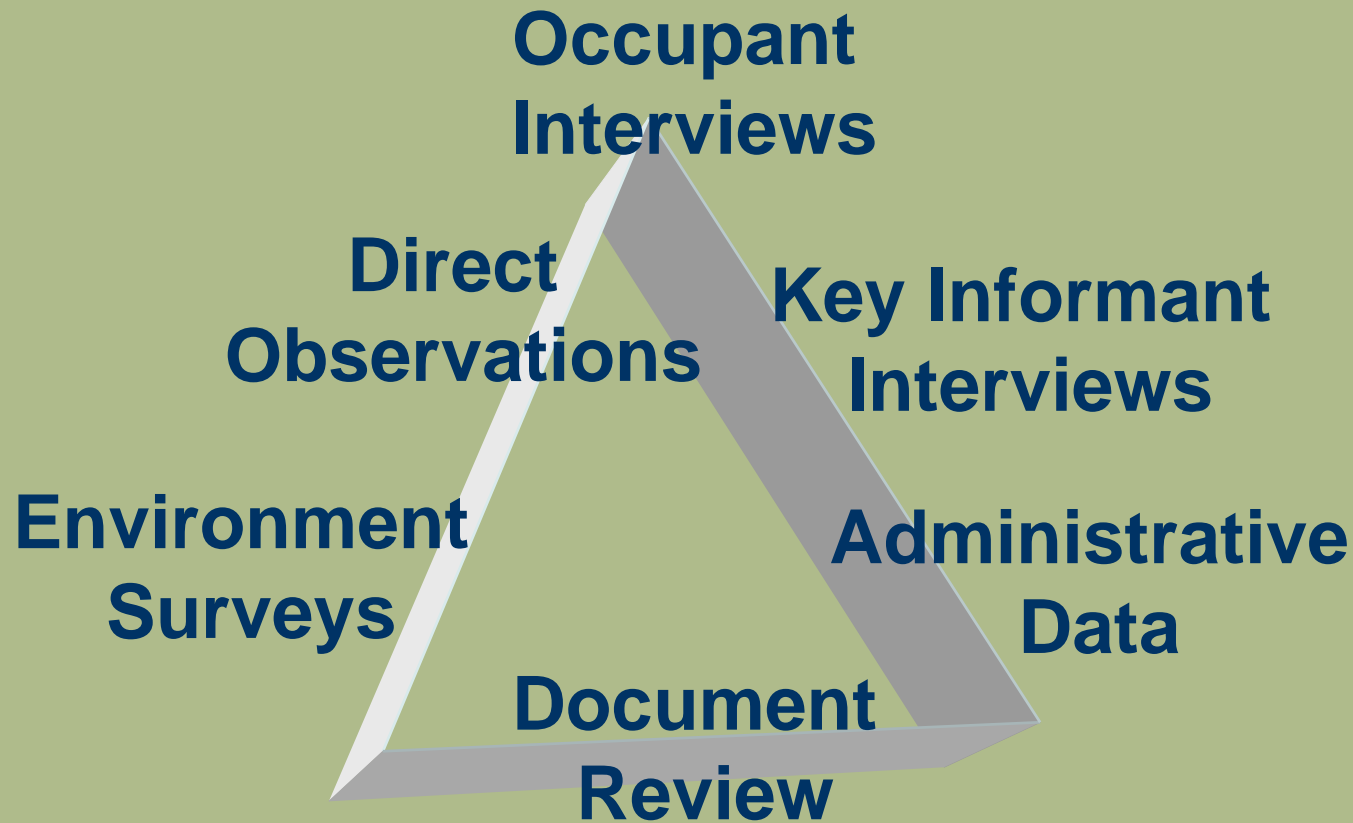 Occupant
Interviews
Direct
Observations
Key Informant
Interviews
Environment
Surveys
Administrative
Data
Document
Review